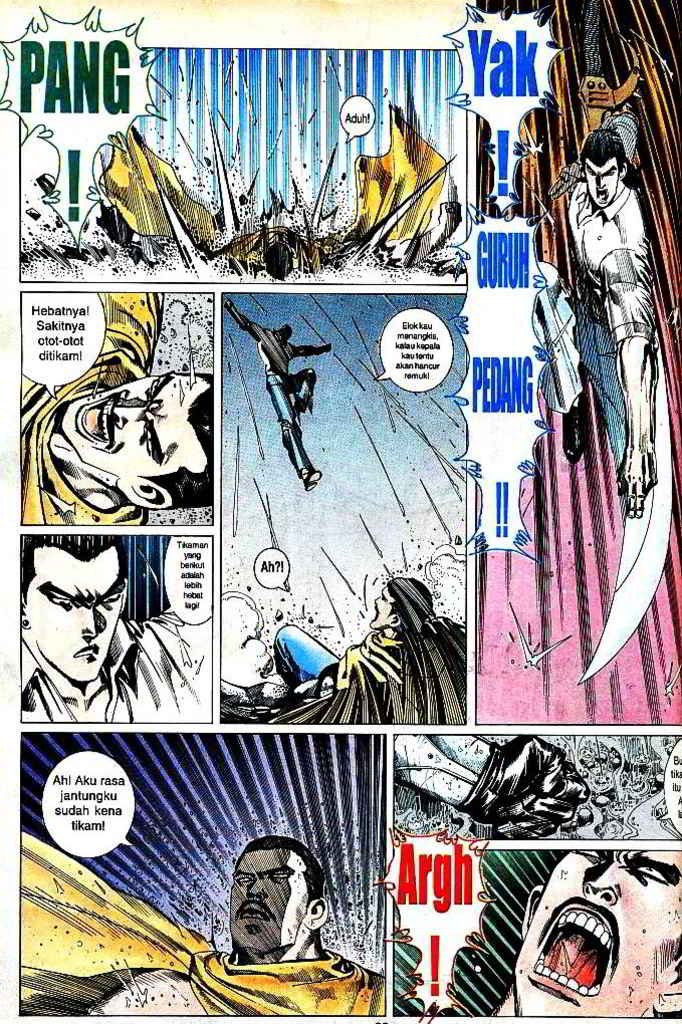 PANG
!
Aduh!
Yak
!
GURUH
PEDANG
!!
Hebatnya!
Sakitnya
otot-otot
ditikam!
Elok kau
menangkis,
kalau kepala
kau tentu
akan hancur
remuk!
Ah?!
Tikaman
yang
berikut
adalah
lebih
hebat
lagi!
Ah! Aku rasa
jantungku
sudah kena
tikam!
itu
Argh
!